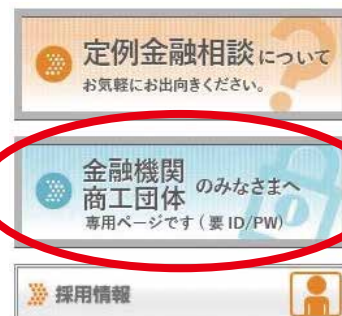 定例金融相談について
お気軽にお出向きください。
金融機関
商工団体 のみなさまへ
専用ページです(要 ID/PW)
採用情報